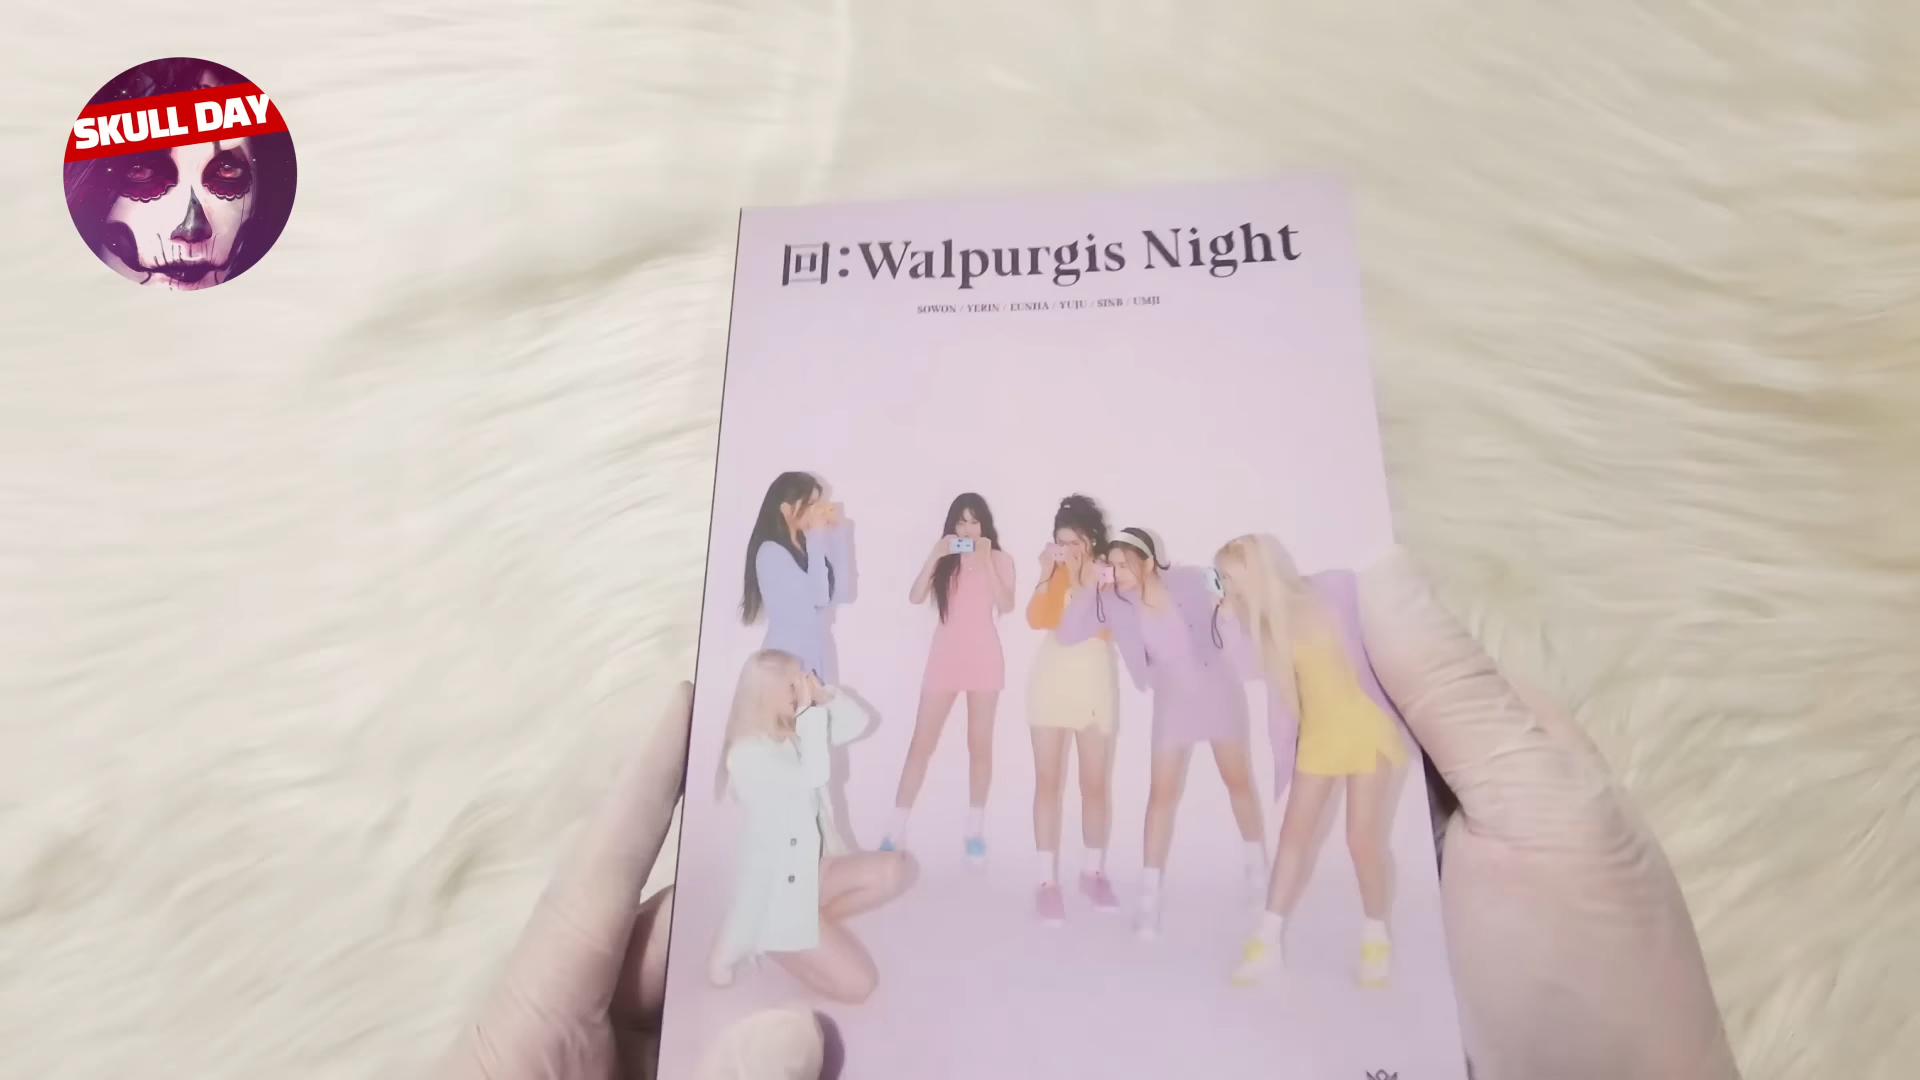 SKULL DAY
回:Walpurgis Night
SOWON / YERIN / EUNHA / YUJU / SINB / UMJI